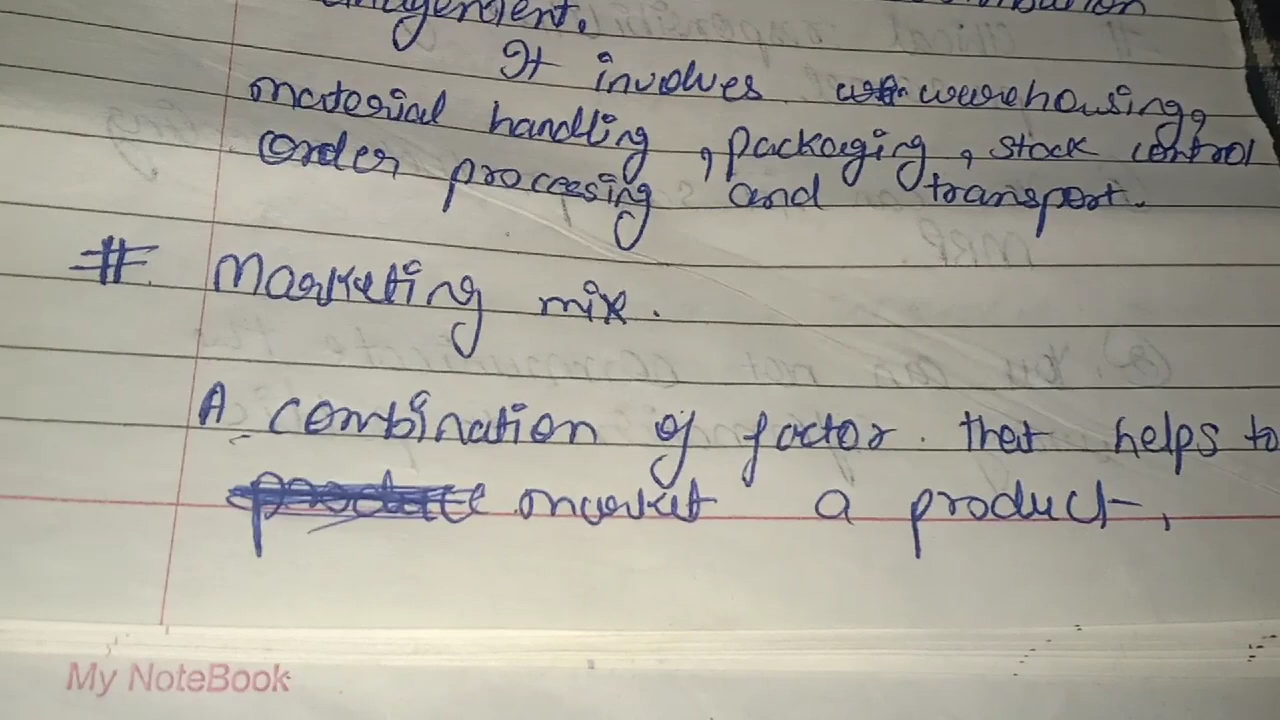 It involves warehousing,
material handling, packaging, stock control
order processing and transport.
# Marketing mix.
A combination of factor that helps to
market a product,
My NoteBook